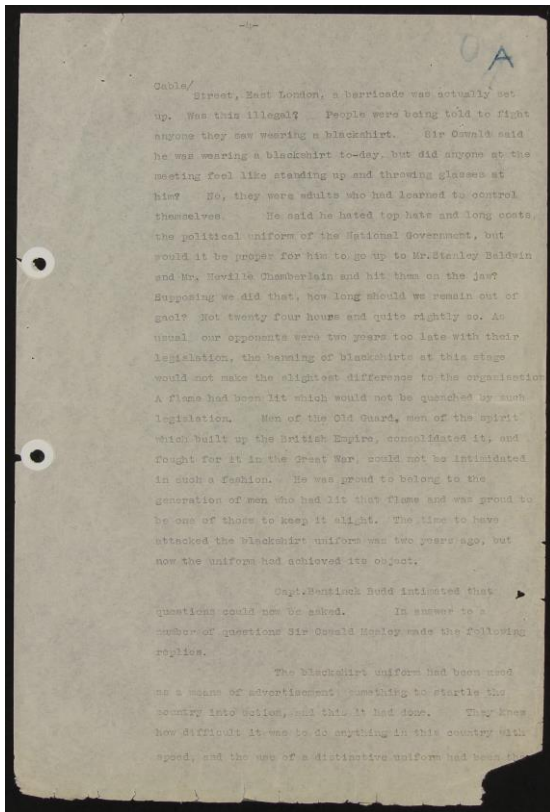 -4-
A
Cable/
Street, East London, a barricade was actually set
up. Was this illegal? People were being told to fight
anyone they saw wearing a blackshirt. Sir Oswald said
he was wearing a blackshirt to-day, but did anyone at the
meeting feel like standing up and throwing glasses at
him? No, they were adults who had learned to control
themselves. He said he hated top hats and long coats,
the political uniform of the National Government, but
would it be proper for him to go up to Mr.Stanley Baldwin
and Mr. Neville Chamberlain and hit them on the jaw?
Supposing we did that, how long should we remain out of
gaol? Not twenty four hours and quite rightly so. As
usual, our opponents were two years too late with their
legislation, the banning of blackshirts at this stage
would not make the slightest difference to the organisation
A flame had been lit which would not be quenched by such
legislation. Men of the Old Guard, men of the spirit
which built up the British Empire, consolidated it, and
fought for it in the Great War, could not be intimidated
in such a fashion. He was proud to belong to the
generation of men who had lit that flame and was proud to
be one of those to keep it alight. The time to have
attacked the blackshirt uniform was two years ago, but
now the uniform had achieved its object.
Capt.Bentinck Budd intimated that
questions could now be asked. In answer to a
number of questions Sir Oswald Mosley made the following
replies.
The blackshirt uniform had been used
as a means of advertisement; something to startle the
country into action, and this it had done. They knew
how difficult it was to do anything in this country with
speed, and the use of a distinctive uniform had been the